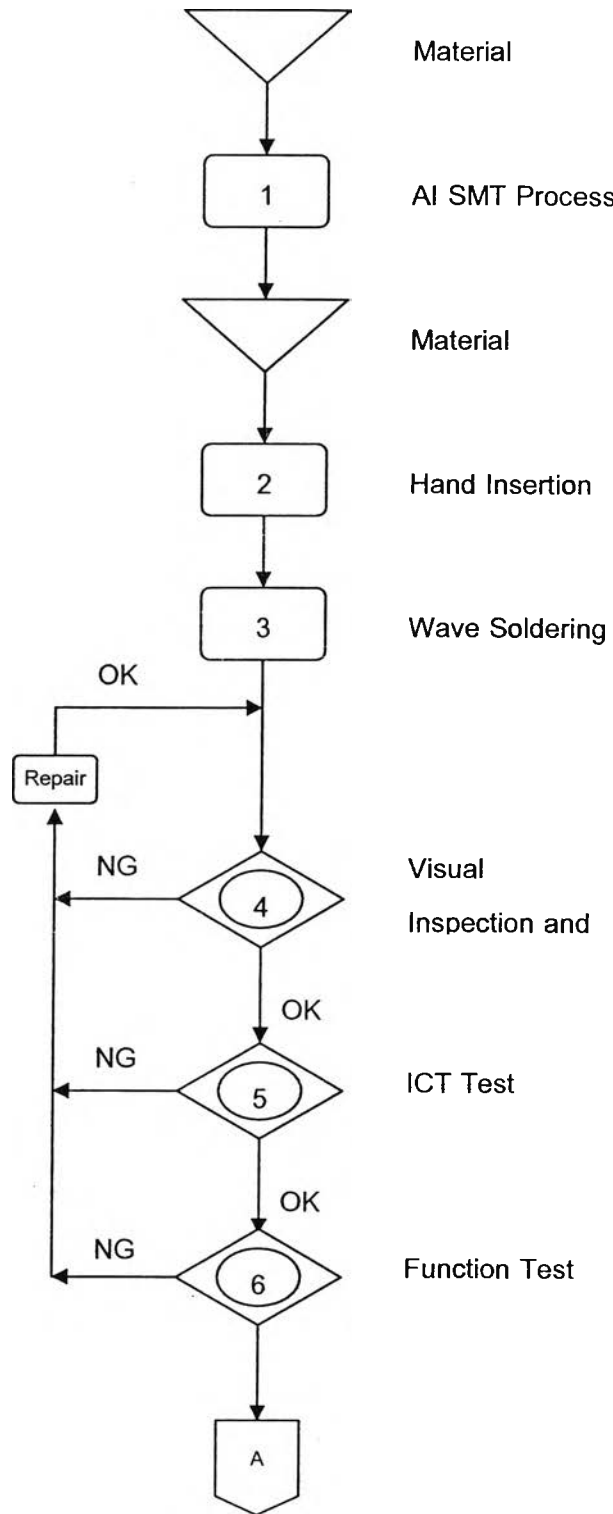 Material
1
AI SMT Process
Material
2
Hand Insertion
3
Wave Soldering
OK
Repair
NG
4
Visual
Inspection and
OK
NG
5
ICT Test
OK
NG
6
Function Test
A